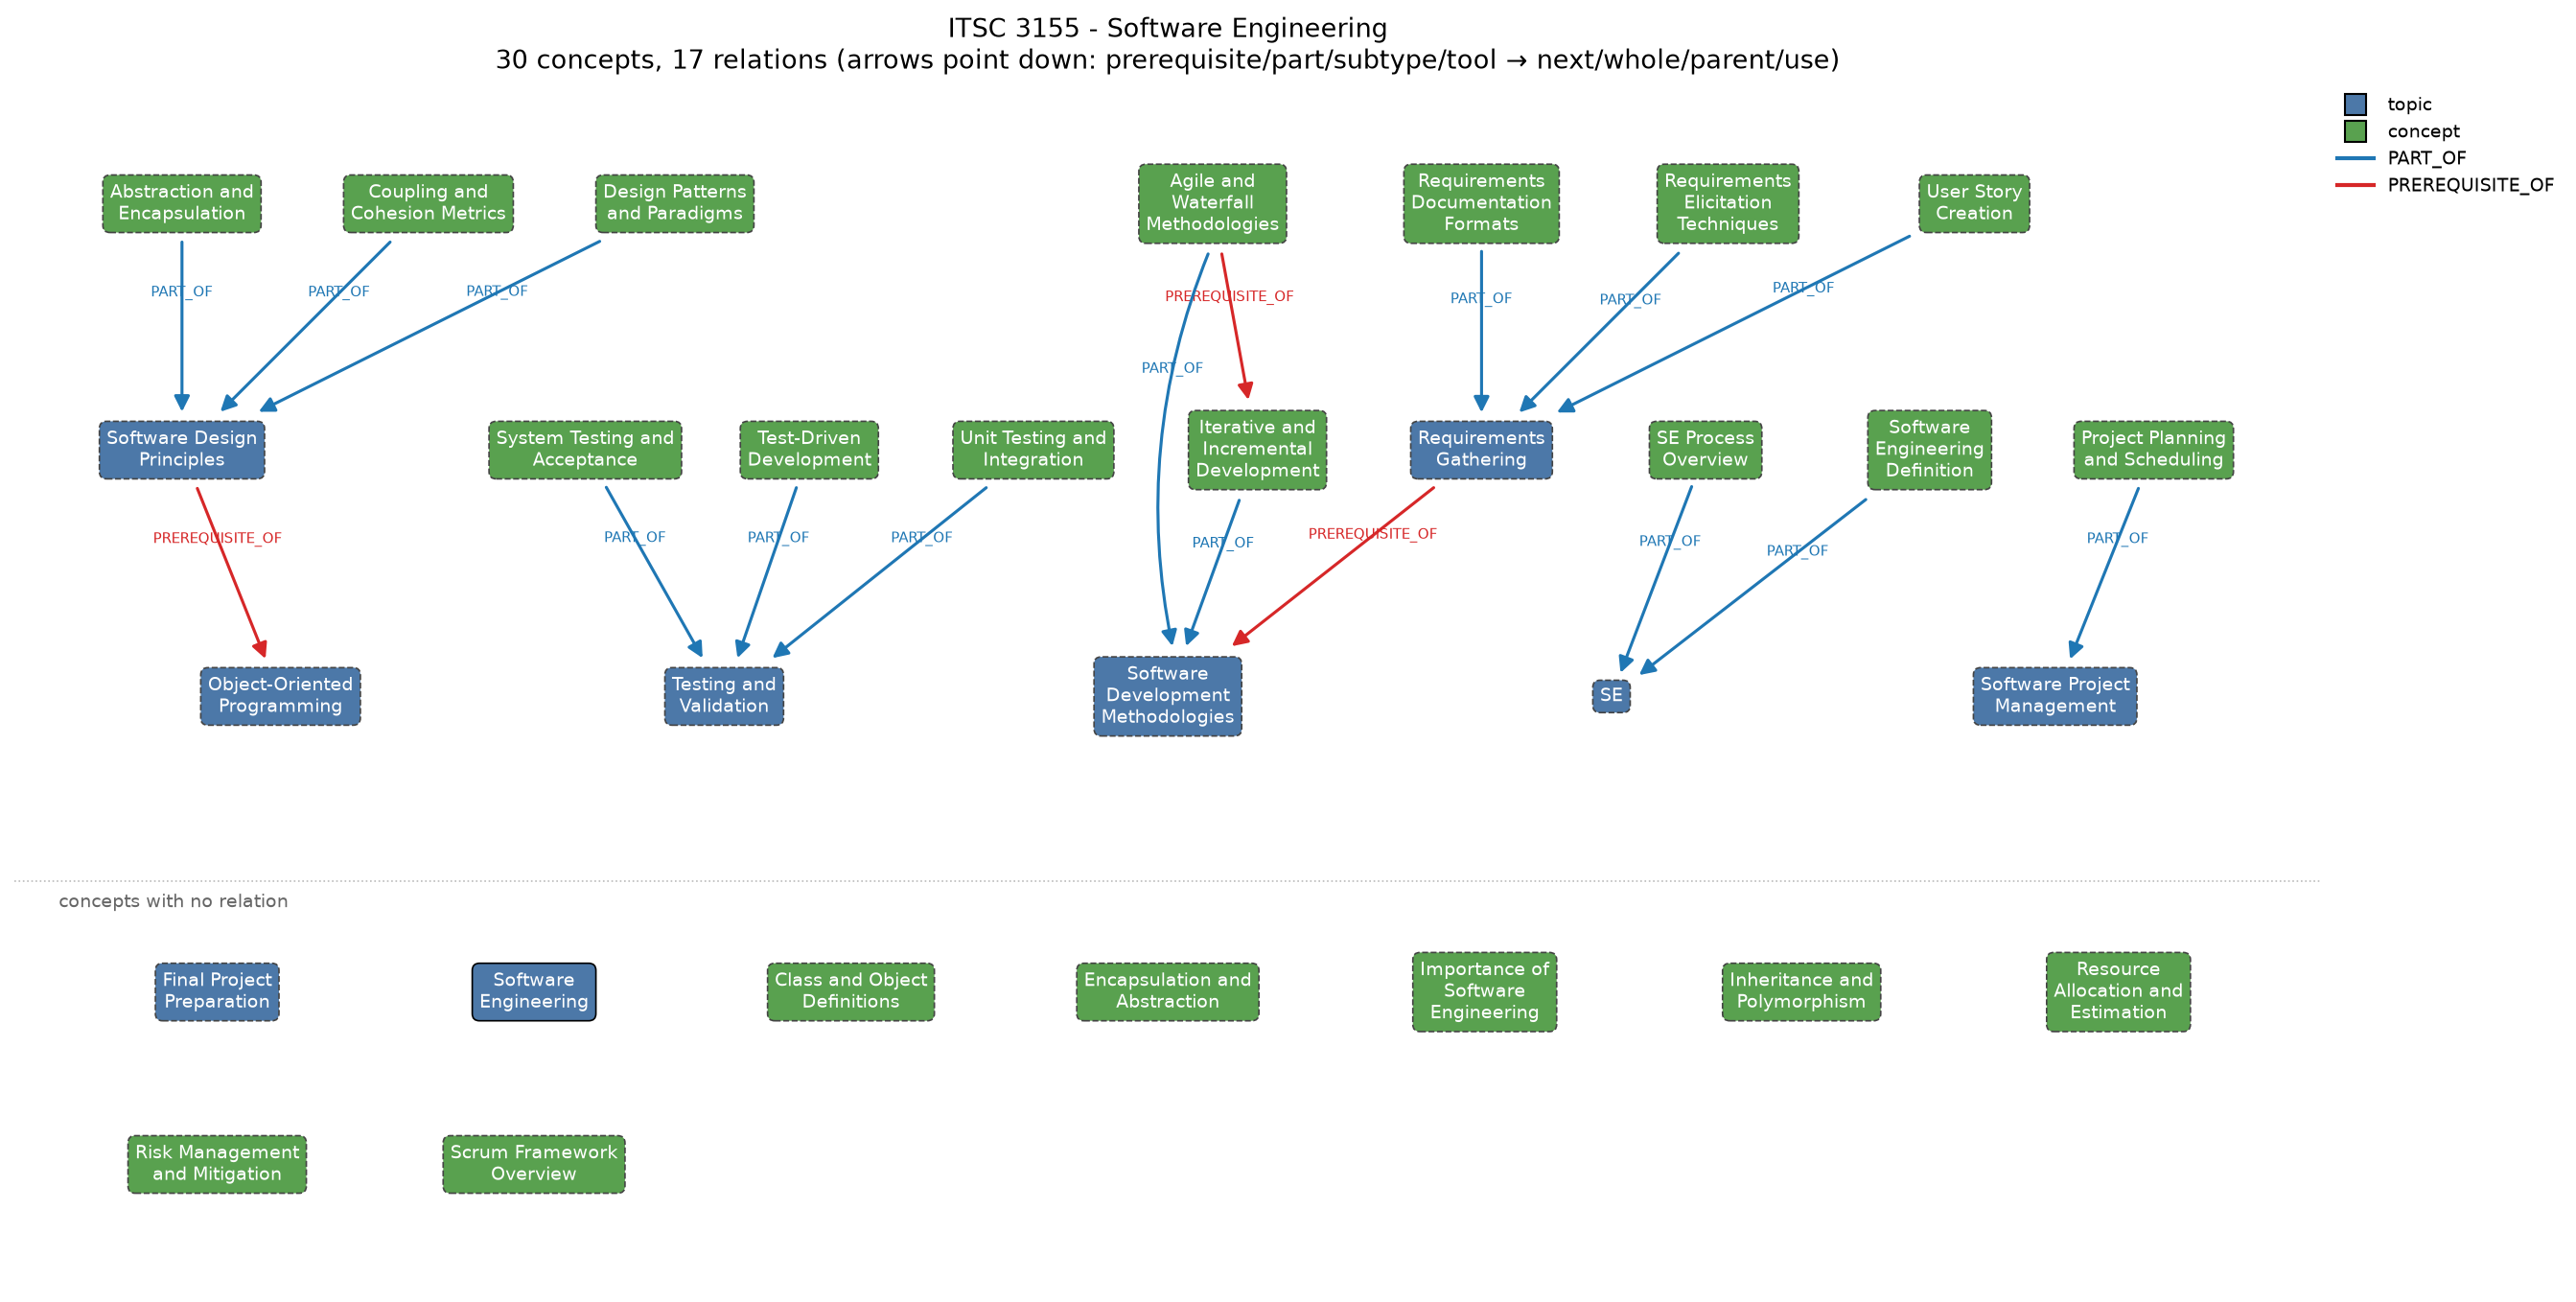 ITSC 3155 - Software Engineering
30 concepts, 17 relations (arrows point down: prerequisite/part/subtype/tool → next/whole/parent/use)
topic
concept
PART_OF
PREREQUISITE_OF
Abstraction and
Encapsulation
Coupling and
Cohesion Metrics
Design Patterns
and Paradigms
Agile and
Waterfall
Methodologies
Requirements
Documentation
Formats
Requirements
Elicitation
Techniques
User Story
Creation
PART_OF
PART_OF
PART_OF
PREREQUISITE_OF
PART_OF
PART_OF
PART_OF
PART_OF
Software Design
Principles
System Testing and
Acceptance
Test-Driven
Development
Unit Testing and
Integration
Iterative and
Incremental
Development
Requirements
Gathering
SE Process
Overview
Software
Engineering
Definition
Project Planning
and Scheduling
PREREQUISITE_OF
PART_OF
PART_OF
PART_OF
PART_OF
PREREQUISITE_OF
PART_OF
PART_OF
PART_OF
Object-Oriented
Programming
Testing and
Validation
Software
Development
Methodologies
SE
Software Project
Management
concepts with no relation
Final Project
Preparation
Software
Engineering
Class and Object
Definitions
Encapsulation and
Abstraction
Importance of
Software
Engineering
Inheritance and
Polymorphism
Resource
Allocation and
Estimation
Risk Management
and Mitigation
Scrum Framework
Overview